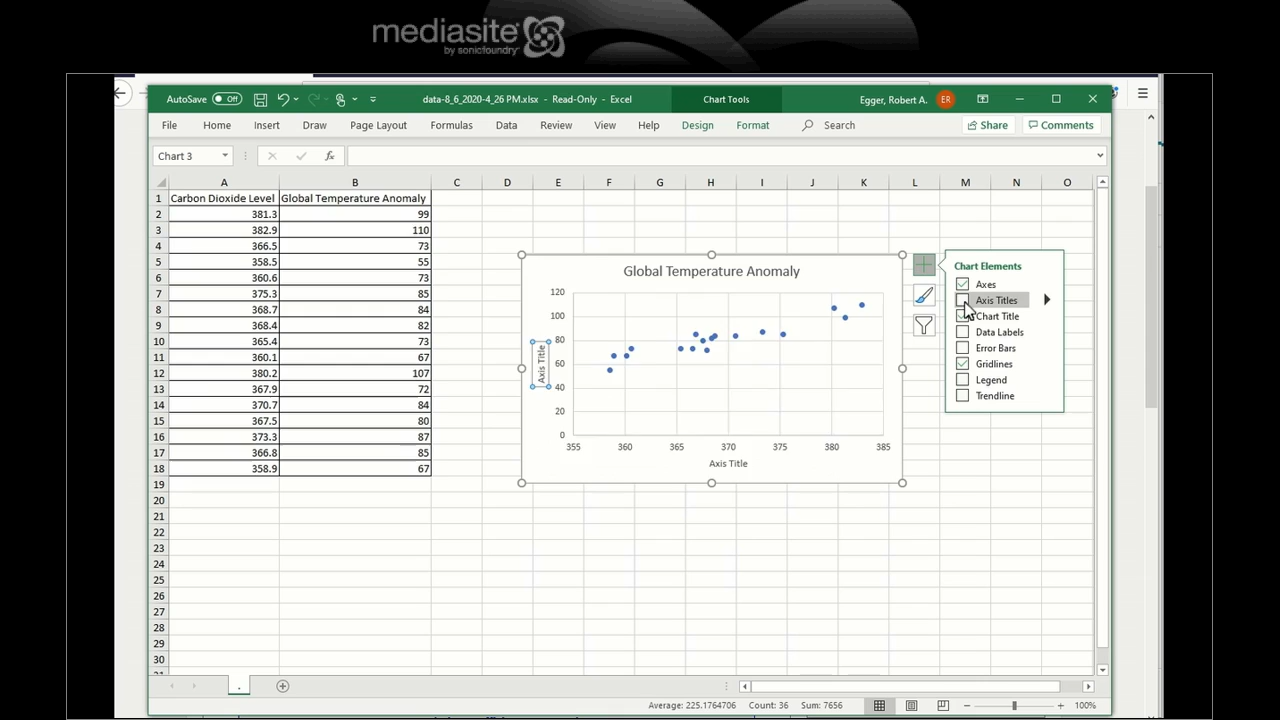 mediasite
by sonicfoundry
AutoSave Off data-8_6_2020-4_26 PM.xlsx - Read-Only - Excel Chart Tools Egger, Robert A. ER
File Home Insert Draw Page Layout Formulas Data Review View Help Design Format Search Share Comments
Chart 3 fx
A B C D E F G H I J K L M N O
1 Carbon Dioxide Level Global Temperature Anomaly
2 381.3 99
3 382.9 110
4 366.5 73
5 358.5 55
6 360.6 73
7 375.3 85
8 368.7 84
9 368.4 82
10 365.4 73
11 360.1 67
12 380.2 107
13 367.9 72
14 370.7 84
15 367.5 80
16 373.3 87
17 366.8 85
18 358.9 67
19
20
21
22
23
24
25
26
27
28
29
30
Global Temperature Anomaly
120
100
80
60
40
20
0
Axis Title
355 360 365 370 375 380 385
Axis Title
Chart Elements
Axes
Axis Titles
Chart Title
Data Labels
Error Bars
Gridlines
Legend
Trendline
Average: 225.1764706 Count: 36 Sum: 7656 100%